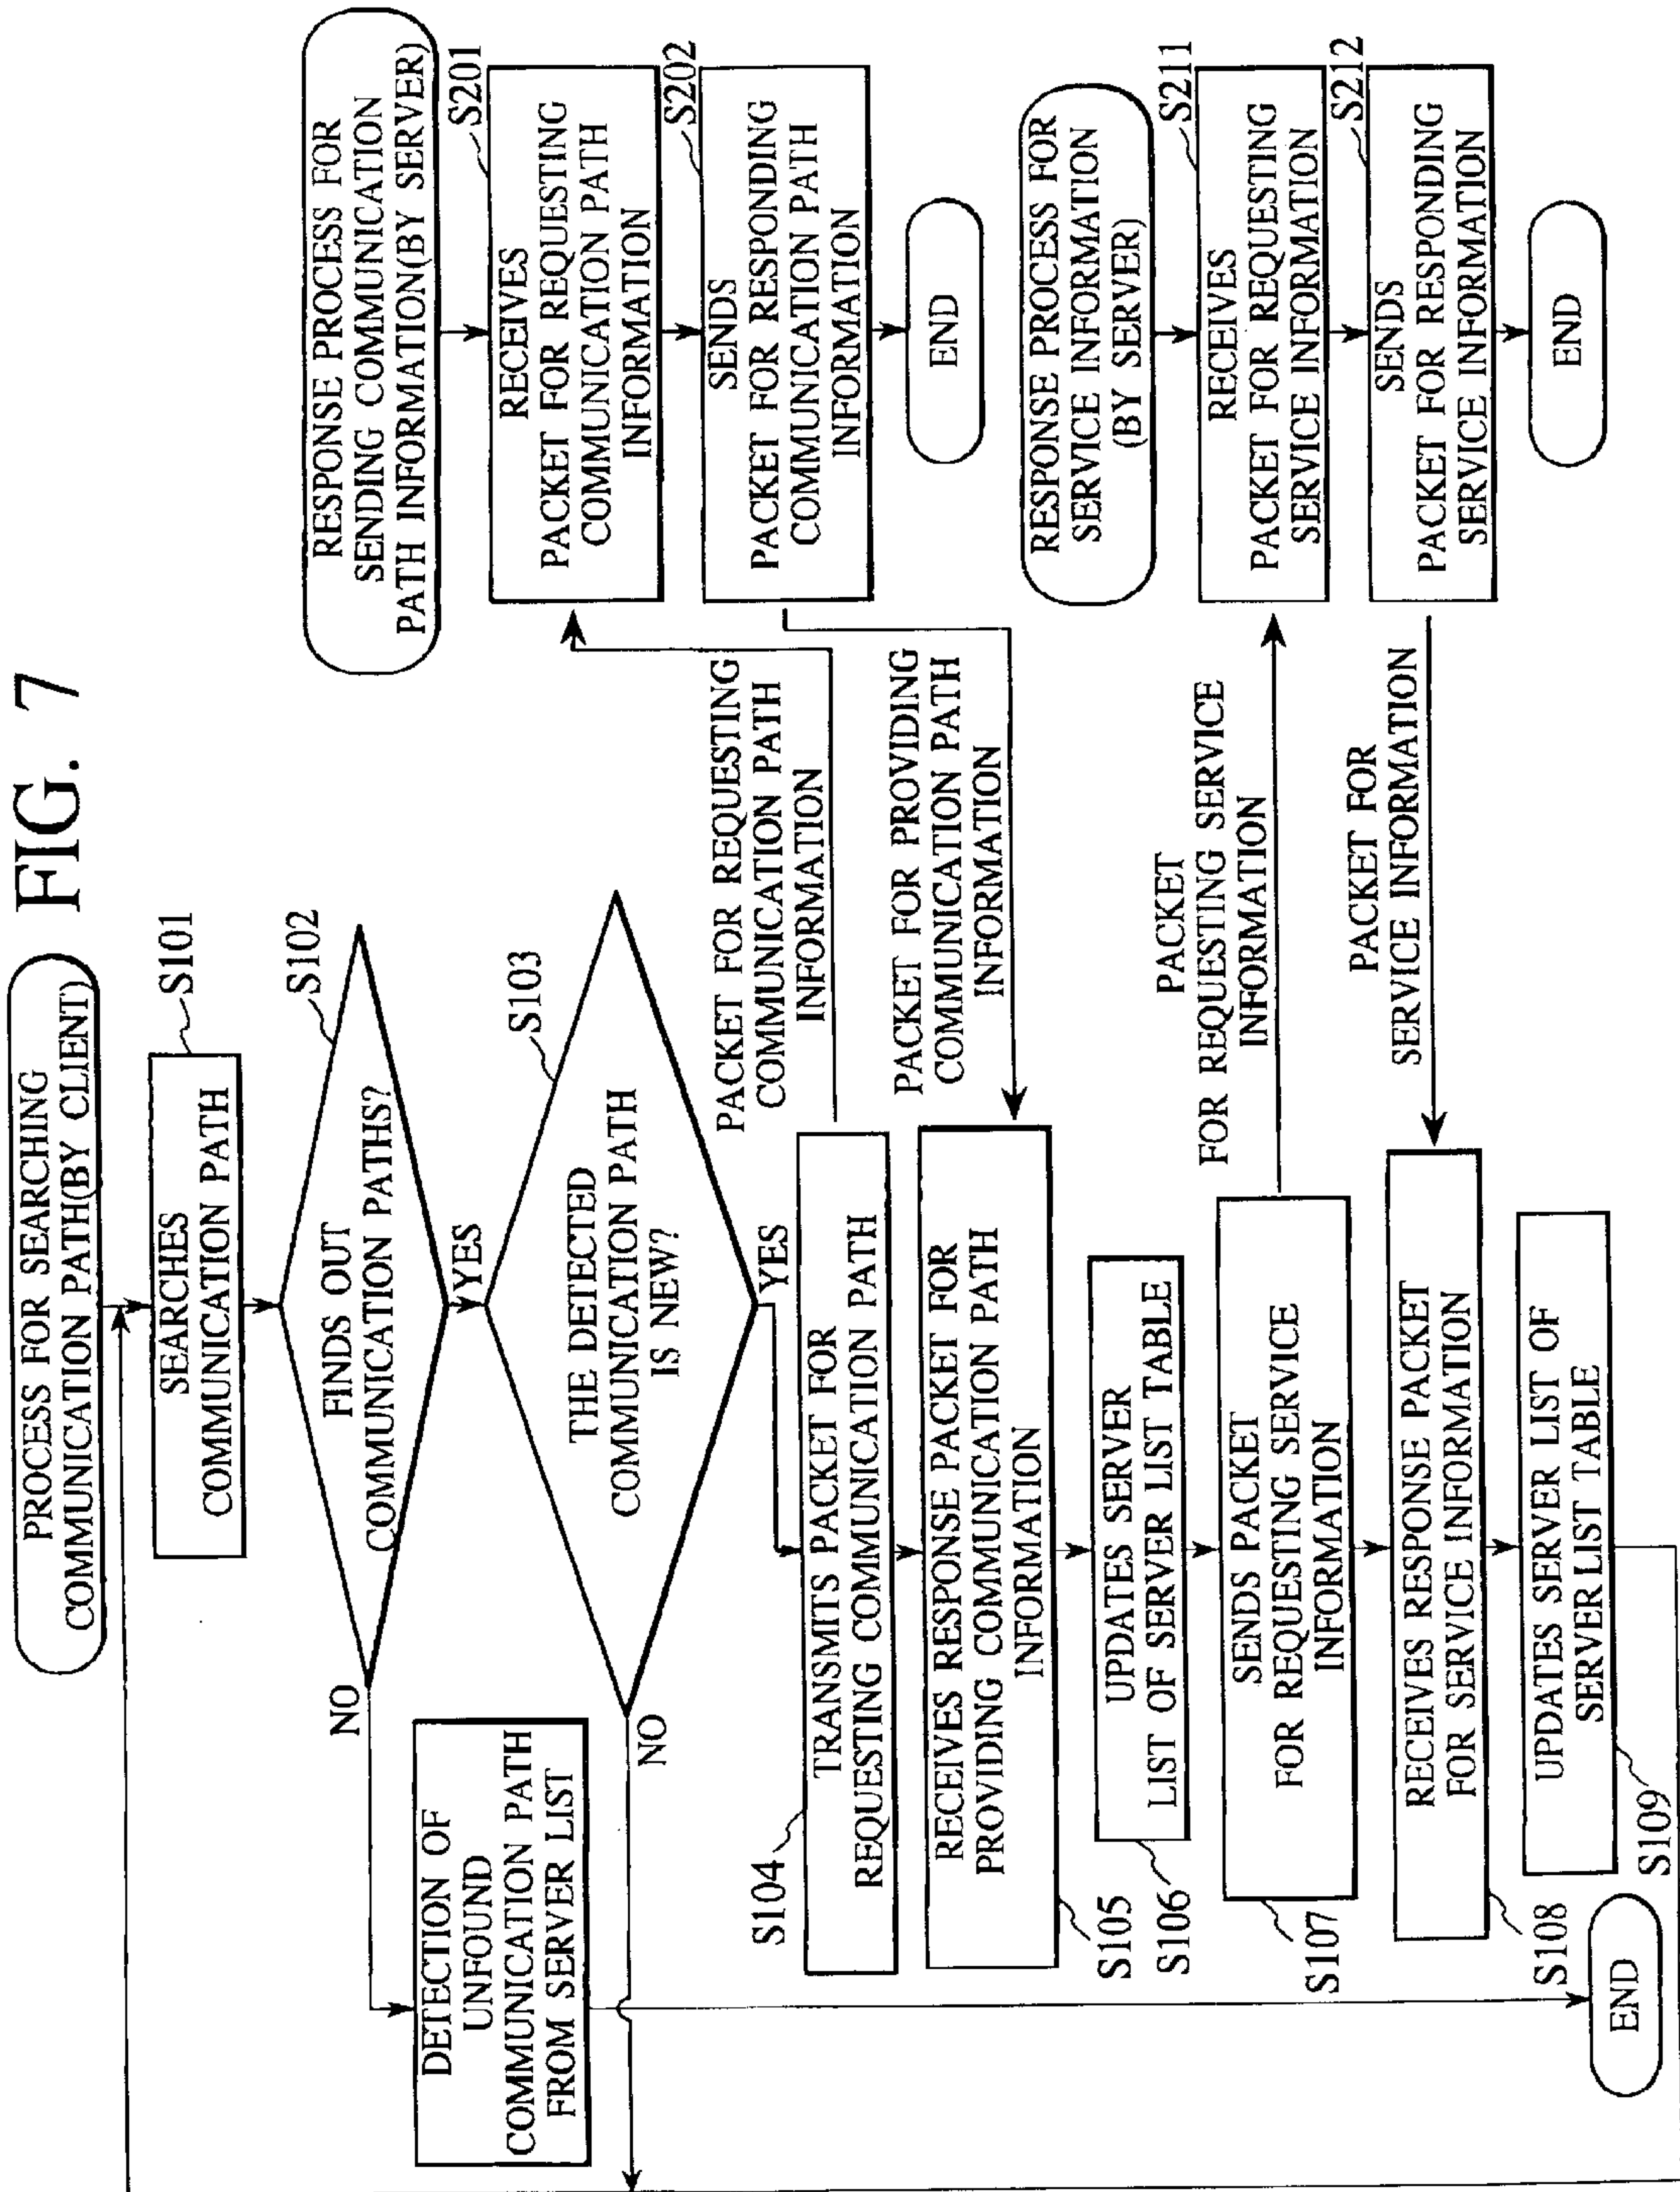 FIG. 7
PROCESS FOR SEARCHING
COMMUNICATION PATH(BY CLIENT)
S101
SEARCHES
COMMUNICATION PATH
S102
FINDS OUT
COMMUNICATION PATHS?
NO
YES
DETECTION OF
UNFOUND
COMMUNICATION PATH
FROM SERVER LIST
S103
THE DETECTED
COMMUNICATION PATH
IS NEW?
NO
YES
S104
TRANSMITS PACKET FOR
REQUESTING COMMUNICATION PATH
RECEIVES RESPONSE PACKET FOR
PROVIDING COMMUNICATION PATH
INFORMATION
S105
UPDATES SERVER
LIST OF SERVER LIST TABLE
S106
SENDS PACKET
FOR REQUESTING SERVICE
INFORMATION
S107
RECEIVES RESPONSE PACKET
FOR SERVICE INFORMATION
S108
UPDATES SERVER LIST OF
SERVER LIST TABLE
S109
END
PACKET FOR REQUESTING
COMMUNICATION PATH
INFORMATION
PACKET FOR PROVIDING
COMMUNICATION PATH
INFORMATION
PACKET
FOR REQUESTING SERVICE
INFORMATION
PACKET FOR
SERVICE INFORMATION
RESPONSE PROCESS FOR
SENDING COMMUNICATION
PATH INFORMATION(BY SERVER)
S201
RECEIVES
PACKET FOR REQUESTING
COMMUNICATION PATH
INFORMATION
S202
SENDS
PACKET FOR RESPONDING
COMMUNICATION PATH
INFORMATION
END
RESPONSE PROCESS FOR
SERVICE INFORMATION
(BY SERVER)
S211
RECEIVES
PACKET FOR REQUESTING
SERVICE INFORMATION
S212
SENDS
PACKET FOR RESPONDING
SERVICE INFORMATION
END